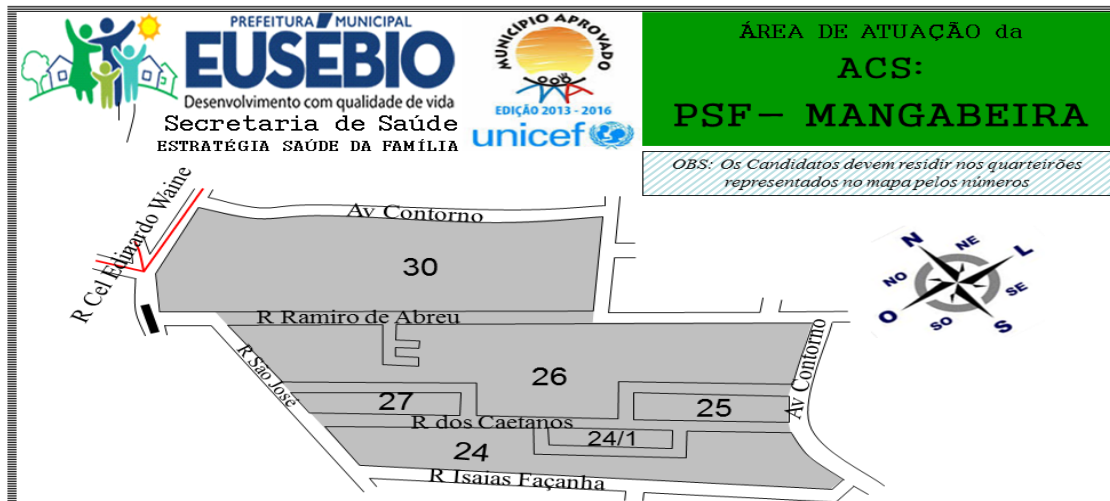 PREFEITURA MUNICIPAL
EUSÉBIO
Desenvolvimento com qualidade de vida
Secretaria de Saúde
ESTRATÉGIA SAÚDE DA FAMÍLIA
MUNICÍPIO APROVADO
EDIÇÃO 2013 - 2016
unicef
ÁREA DE ATUAÇÃO da
ACS:
PSF— MANGABEIRA
OBS: Os Candidatos devem residir nos quarteirões
representados no mapa pelos números
R Cel Edinardo Waine
Av Contorno
30
R Ramiro de Abreu
R São José
26
27
25
Av Contorno
R dos Caetanos
24
24/1
R Isaias Façanha
N
NE
L
SE
S
SO
O
NO